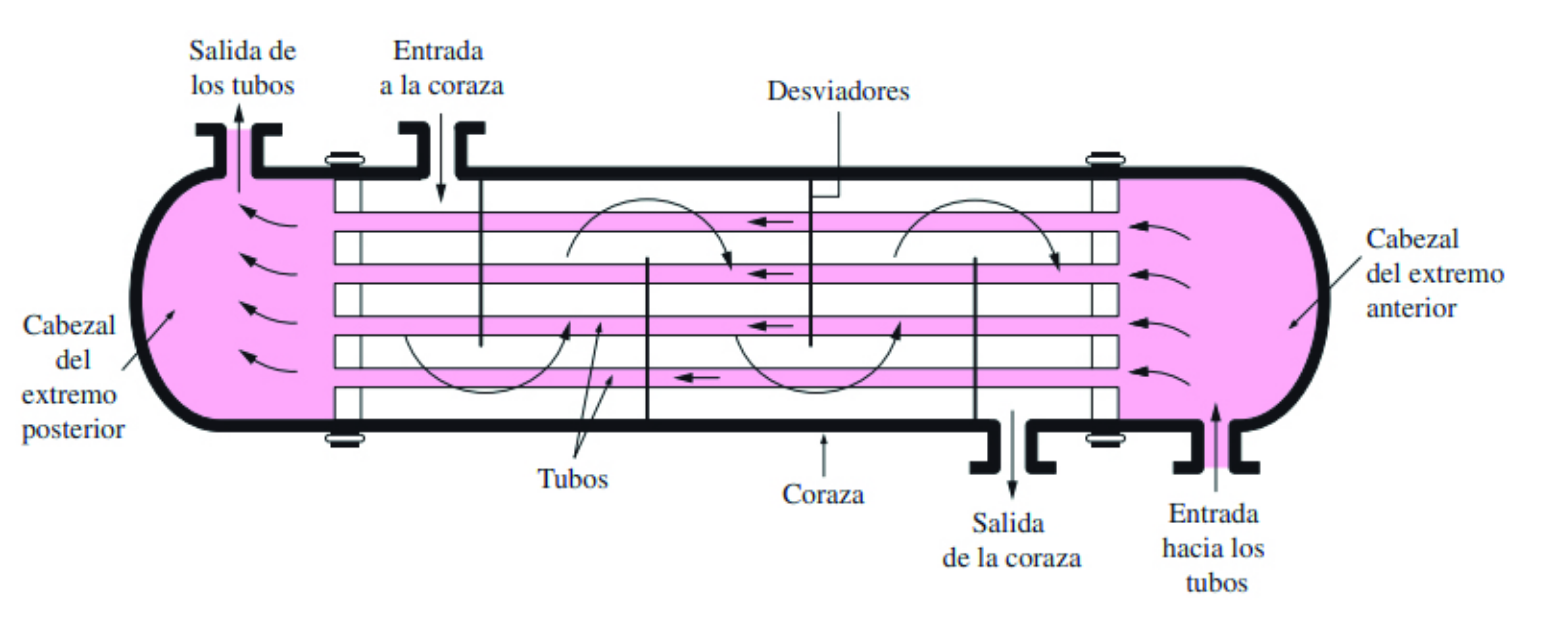 Salida de
los tubos
Entrada
a la coraza
Desviadores
Cabezal
del extremo
anterior
Cabezal
del
extremo
posterior
Tubos
Coraza
Salida
de la coraza
Entrada
hacia los
tubos